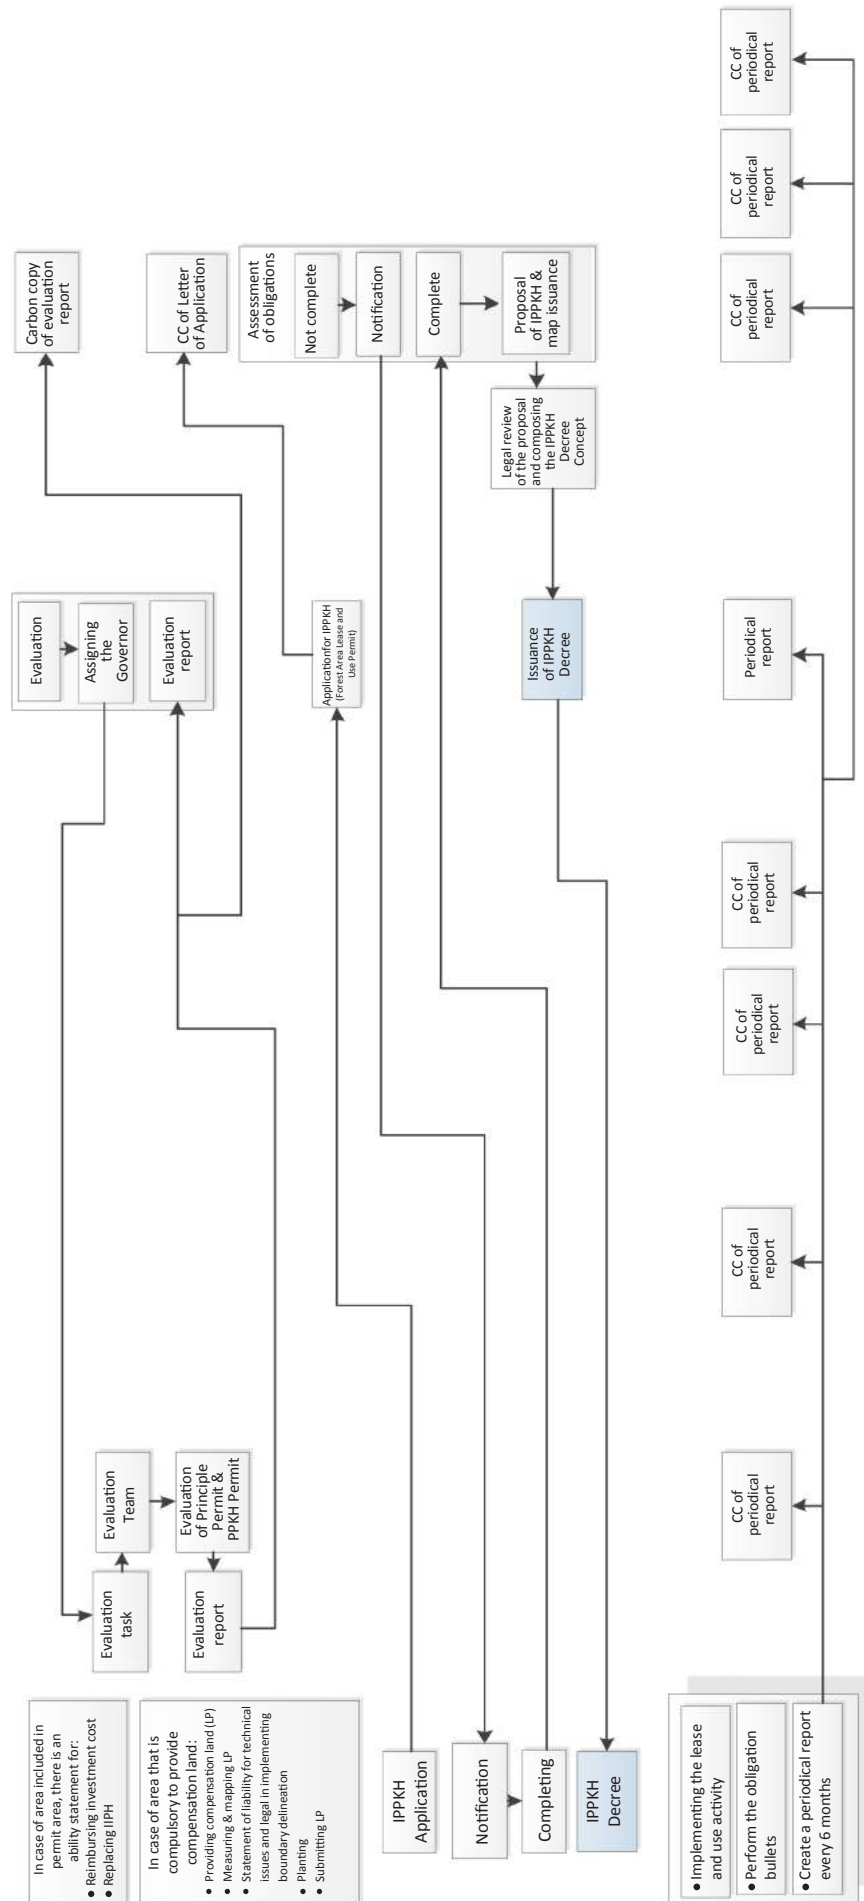 Carbon copy
of evaluation
report
CC of Letter
of Application
Assessment
of obligations
Not complete
Notification
Complete
Proposal
of IPPKH &
map issuance
Legal review
of the proposal
and composing
the IPPKH
Decree
Concept
Evaluation
Assigning
the
Governor
Evaluation
report
Applicationfor IPPKH
(Forest Area Lease and
Use Permit)
Issuance
of IPPKH
Decree
Evaluation
task
Evaluation
Team
Evaluation
of Principle
Permit &
PPKH Permit
Evaluation
report
In case of area included in
permit area, there is an
ability statement for:
• Reimbursing investment cost
• Replacing IIPH
In case of area that is
compulsory to provide
compensation land:
• Providing compensation land (LP)
• Measuring & mapping LP
• Statement of liability for technical
issues and legal in implementing
boundary delineation
• Planting
• Submitting LP
IPPKH
Application
Notification
Completing
IPPKH
Decree
• Implementing the lease
and use activity
• Perform the obligation
bullets
• Create a periodical report
every 6 months
CC of
periodical
report
CC of
periodical
report
CC of
periodical
report
CC of
periodical
report
Periodical
report
CC of
periodical
report
CC of
periodical
report
CC of
periodical
report